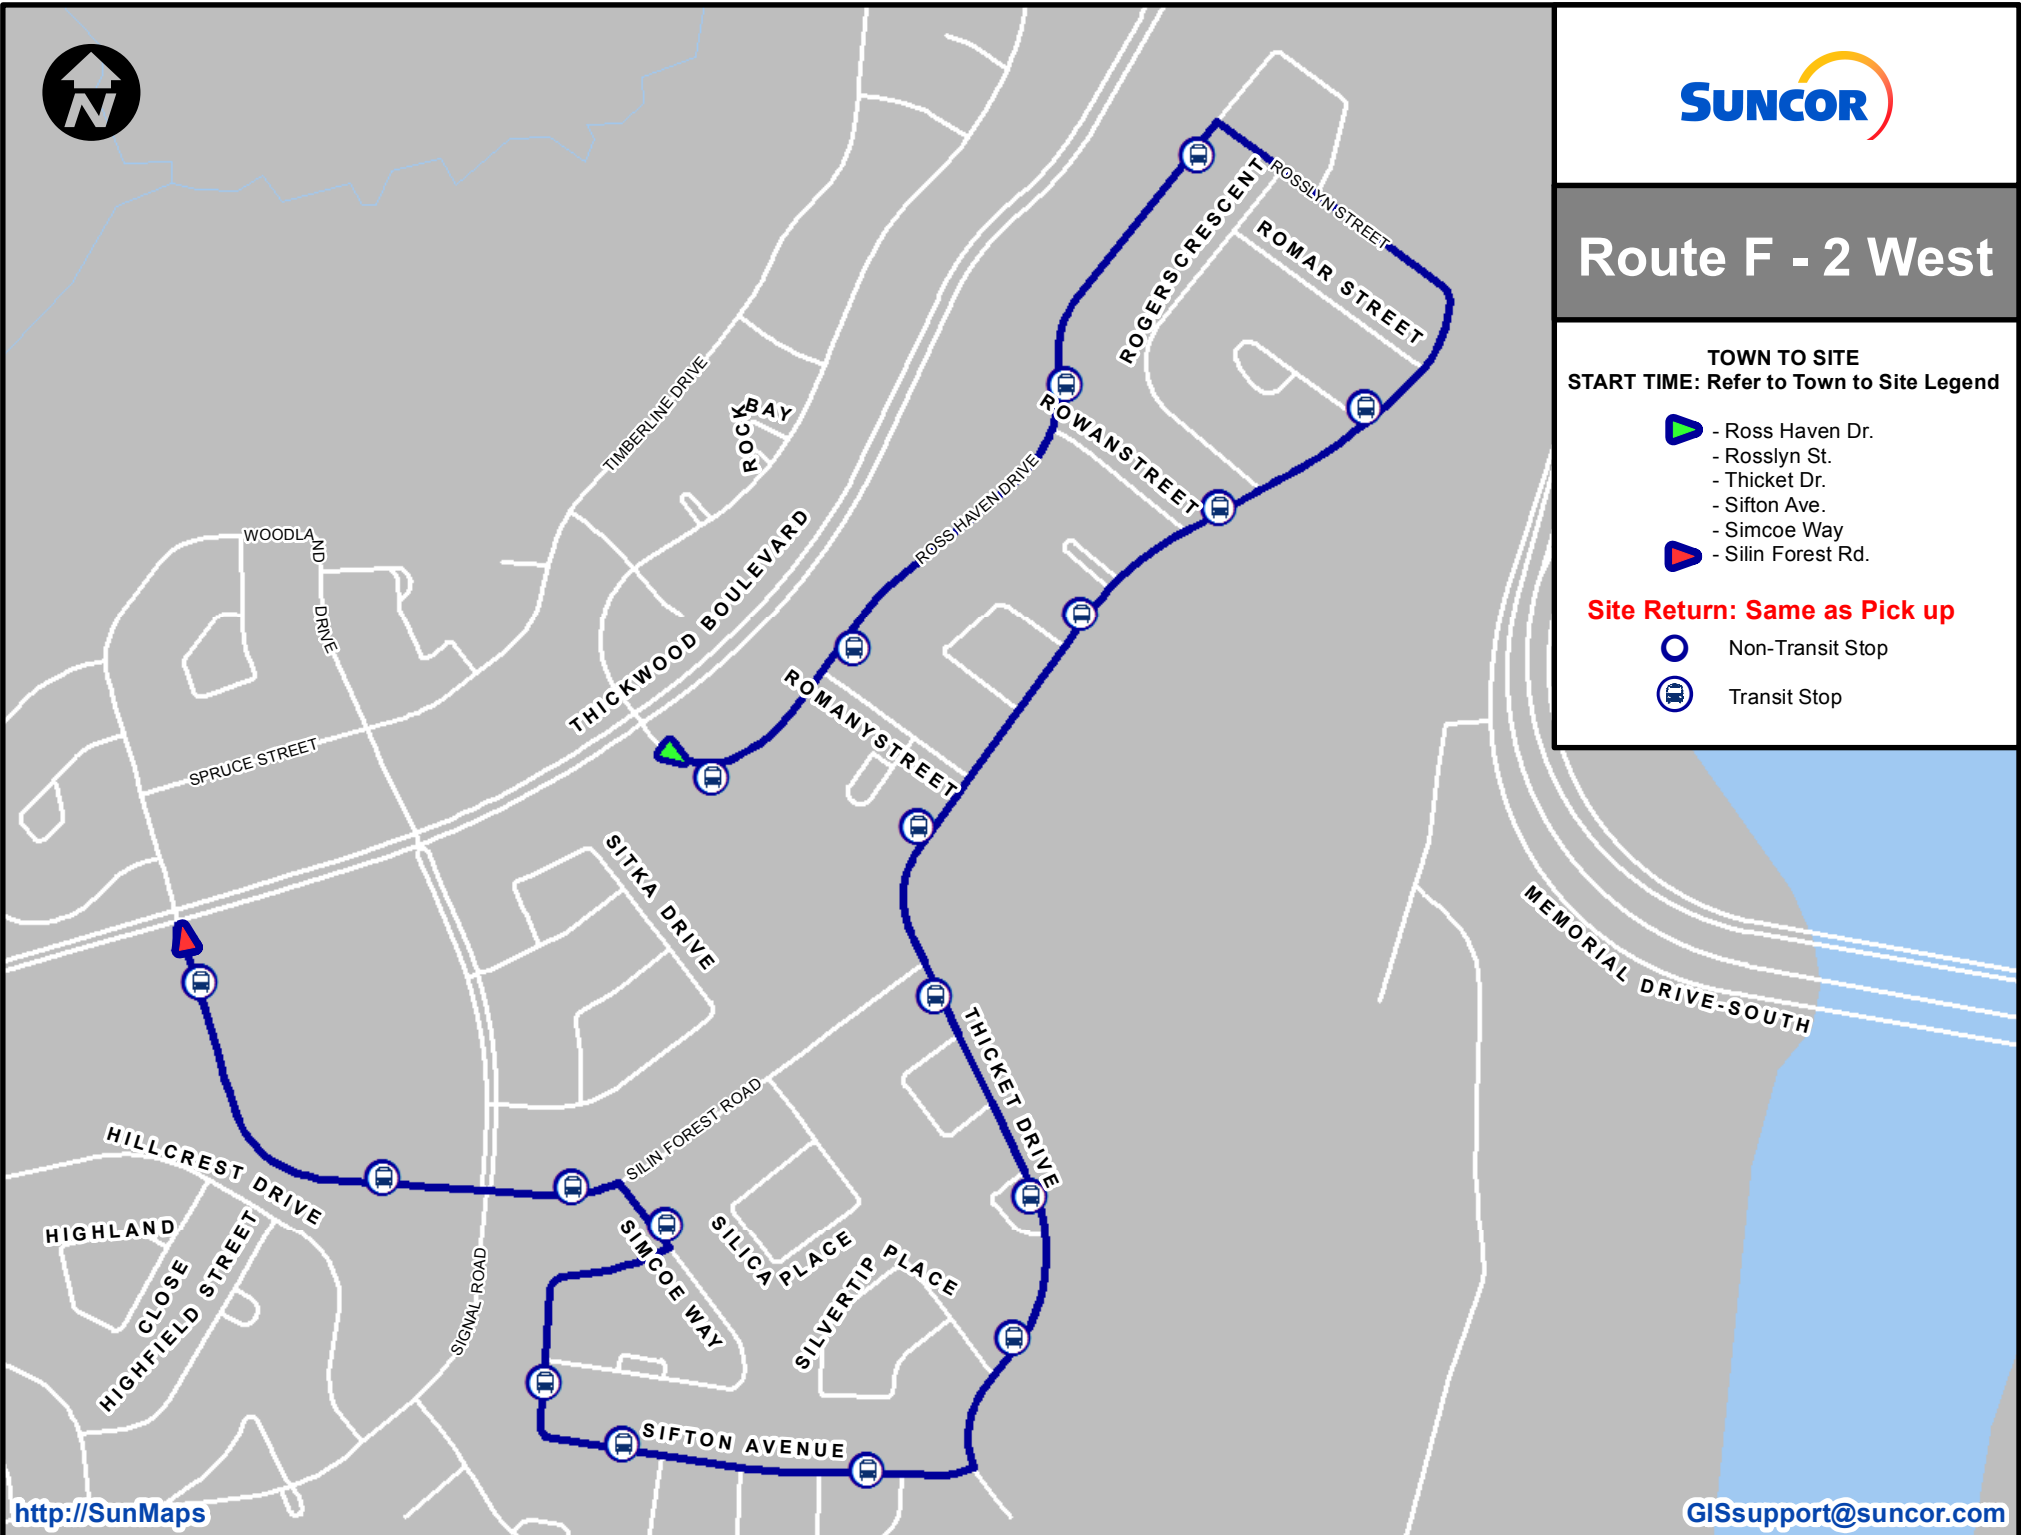 N
SUNCOR
Route F - 2 West
TOWN TO SITE
START TIME: Refer to Town to Site Legend
- Ross Haven Dr.
- Rosslyn St.
- Thicket Dr.
- Sifton Ave.
- Simcoe Way
- Silin Forest Rd.
Site Return: Same as Pick up
Non-Transit Stop
Transit Stop
ROSSLYN STREET
ROGERS CRESCENT
ROMAR STREET
TIMBERLINE DRIVE
ROCK BAY
ROWAN STREET
ROSS HAVEN DRIVE
WOODLAND DRIVE
THICKWOOD BOULEVARD
ROMANY STREET
SPRUCE STREET
SITKA DRIVE
MEMORIAL DRIVE-SOUTH
THICKET DRIVE
SILIN FOREST ROAD
HILLCREST DRIVE
HIGHLAND CLOSE
HIGHFIELD STREET
SIGNAL ROAD
SIMCOE WAY
SILICA PLACE
SILVERTIP PLACE
SIFTON AVENUE
http://SunMaps
GISsupport@suncor.com